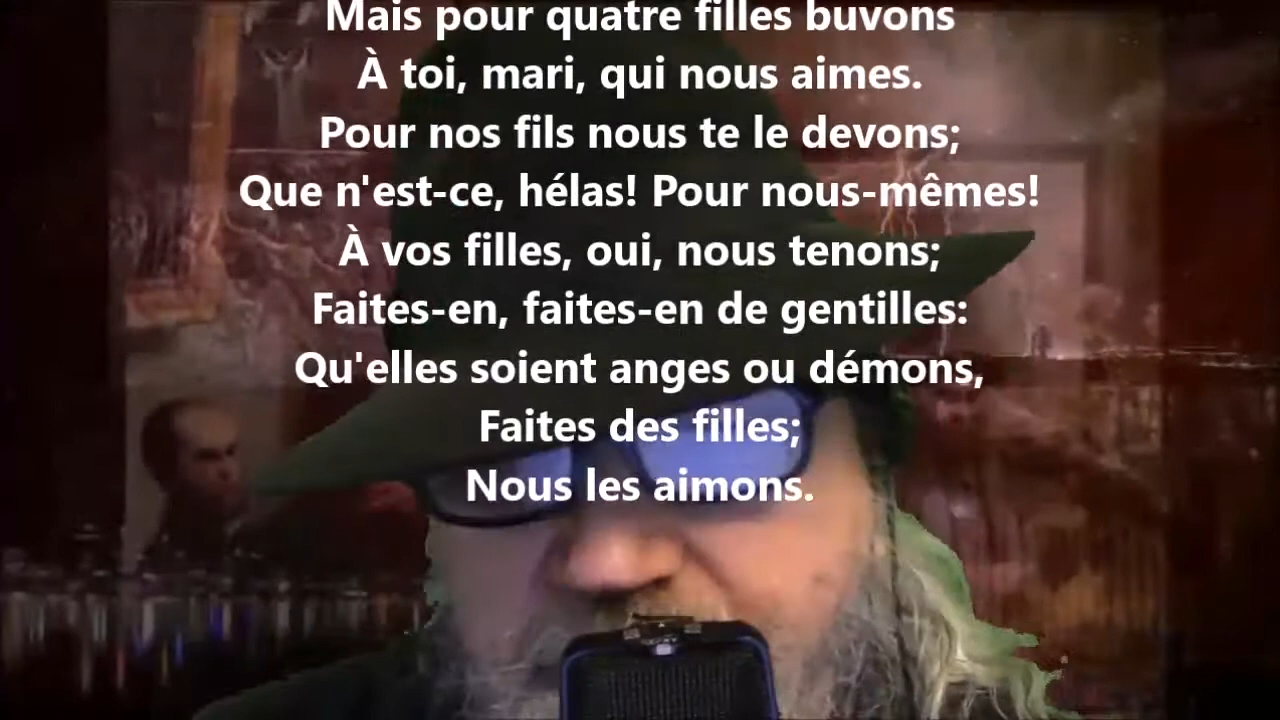 Mais pour quatre filles buvons
À toi, mari, qui nous aimes.
Pour nos fils nous te le devons;
Que n'est-ce, hélas! Pour nous-mêmes!
À vos filles, oui, nous tenons;
Faites-en, faites-en de gentilles:
Qu'elles soient anges ou démons,
Faites des filles;
Nous les aimons.